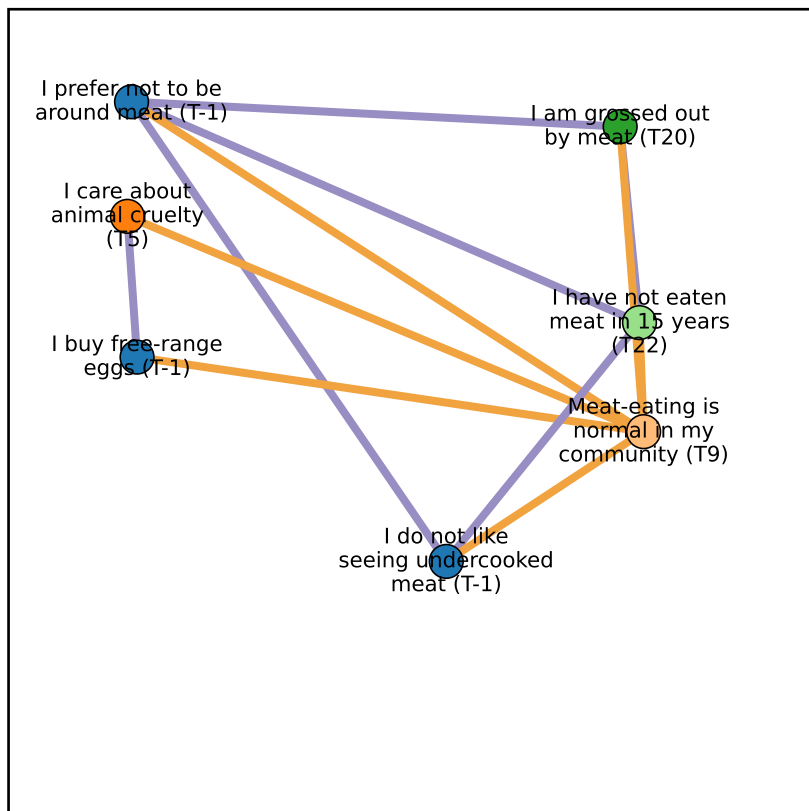 I prefer not to be
around meat (T-1)
I am grossed out
by meat (T20)
I care about
animal cruelty
(T5)
I have not eaten
meat in 15 years
(T22)
I buy free-range
eggs (T-1)
Meat-eating is
normal in my
community (T9)
I do not like
seeing undercooked
meat (T-1)